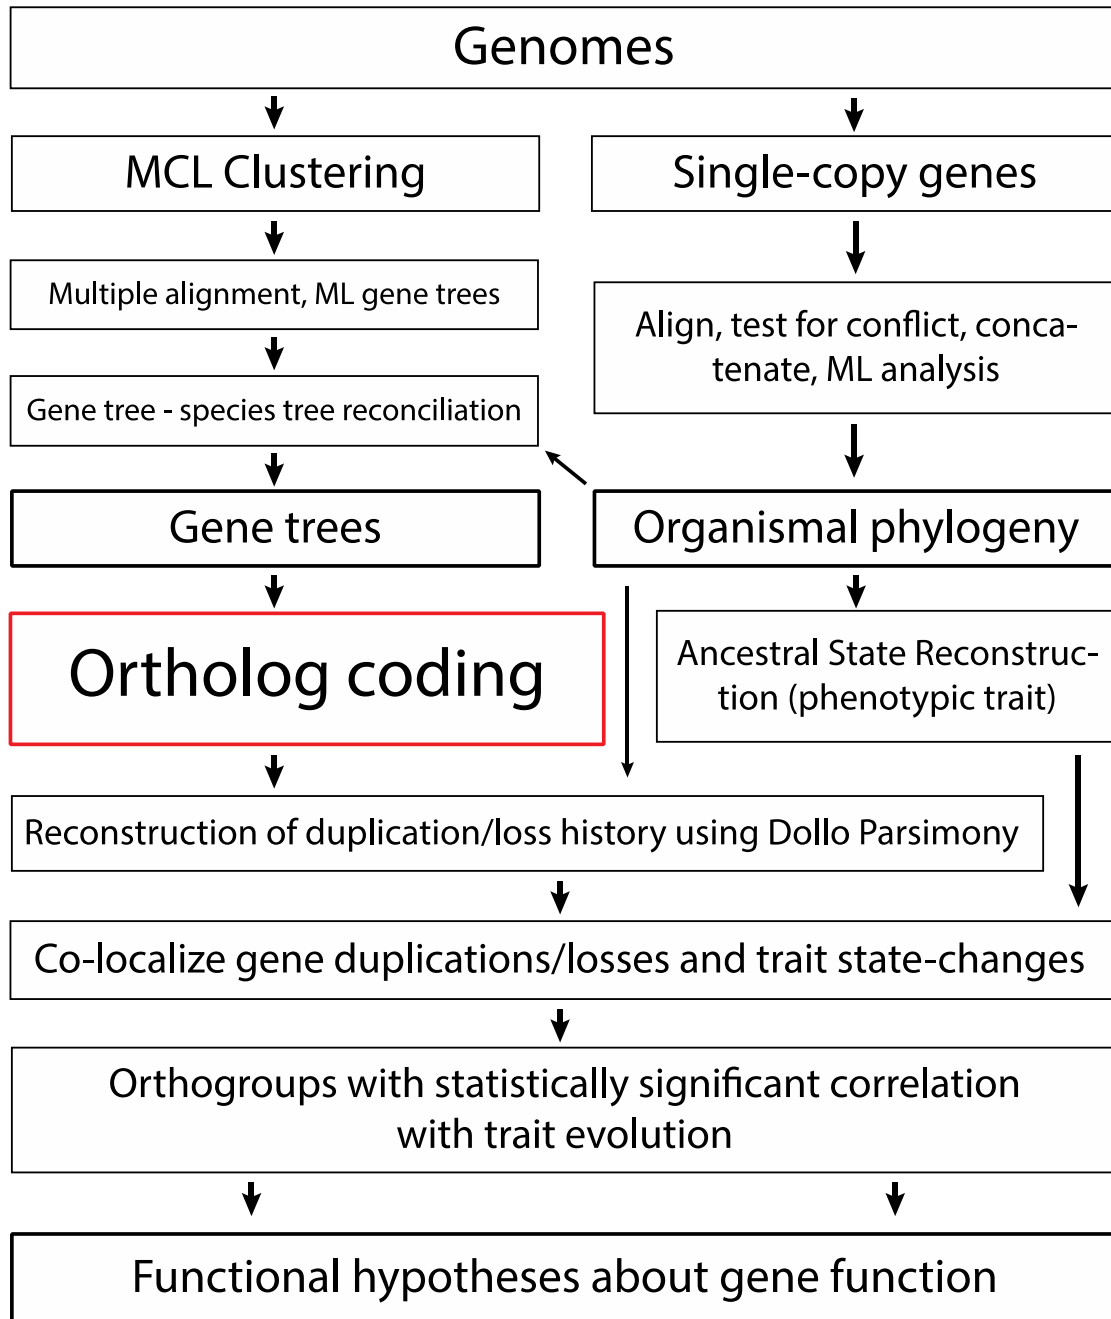 Genomes
MCL Clustering
Single-copy genes
Multiple alignment, ML gene trees
Align, test for conflict, conca-
tenate, ML analysis
Gene tree - species tree reconciliation
Gene trees
Organismal phylogeny
Ortholog coding
Ancestral State Reconstruc-
tion (phenotypic trait)
Reconstruction of duplication/loss history using Dollo Parsimony
Co-localize gene duplications/losses and trait state-changes
Orthogroups with statistically significant correlation
with trait evolution
Functional hypotheses about gene function